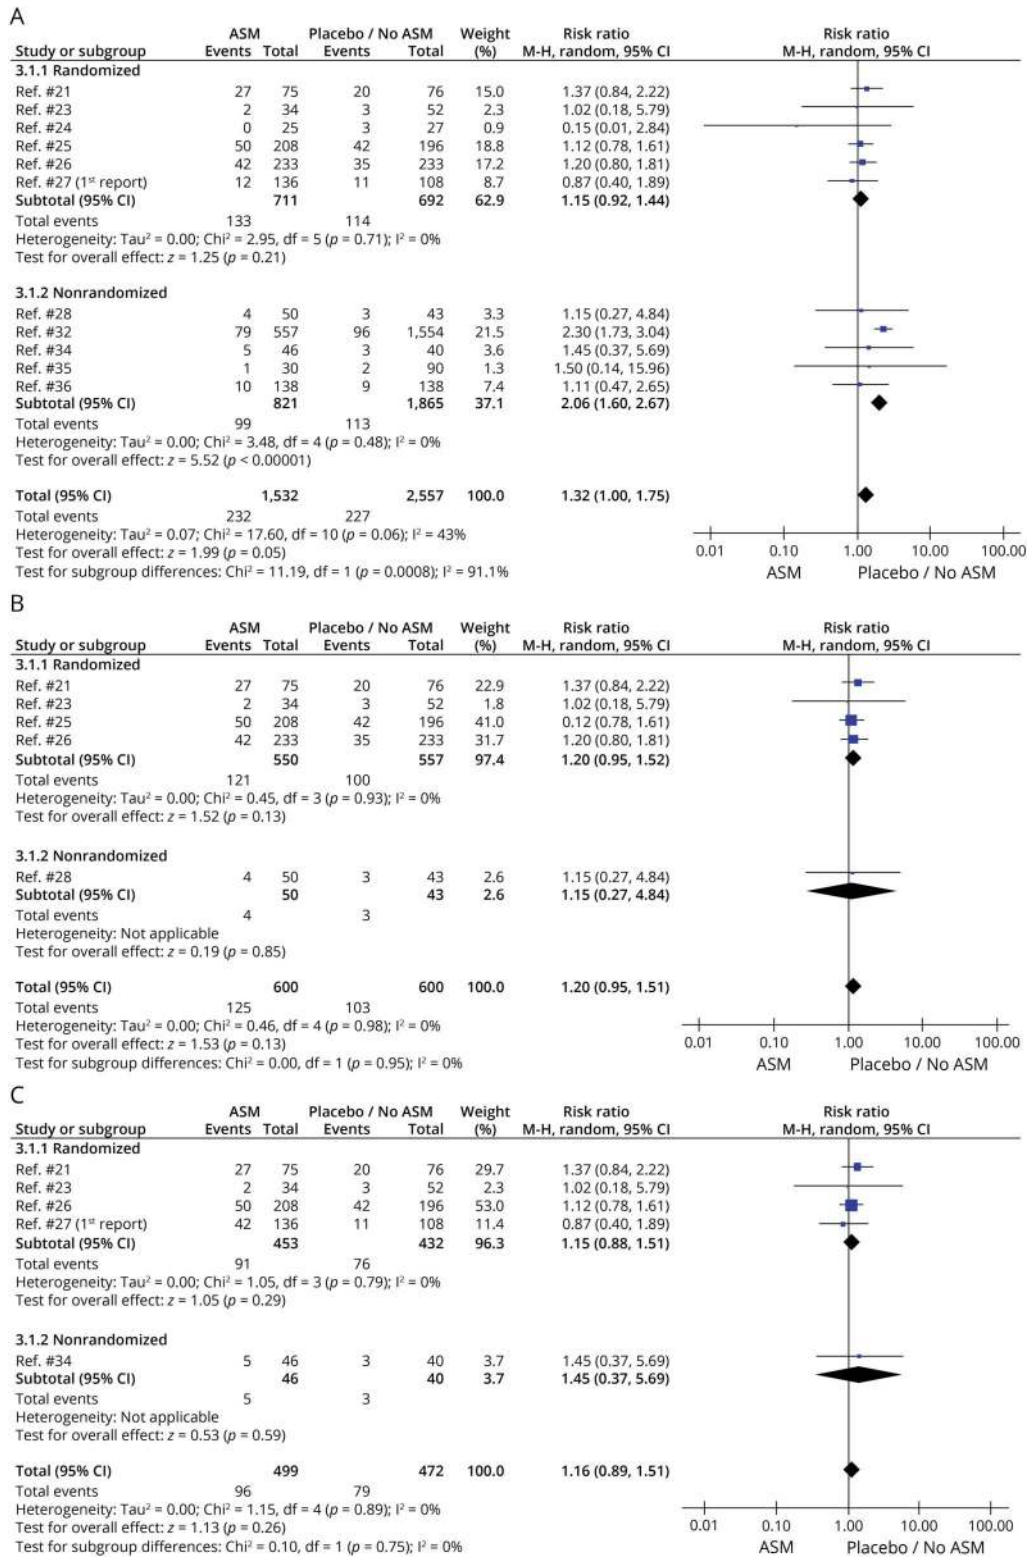 A
ASM Placebo / No ASM Weight Risk ratio Risk ratio
Study or subgroup Events Total Events Total (%) M-H, random, 95% CI M-H, random, 95% CI
3.1.1 Randomized
Ref. #21 27 75 20 76 15.0 1.37 (0.84, 2.22)
Ref. #23 2 34 3 52 2.3 1.02 (0.18, 5.79)
Ref. #24 0 25 3 27 0.9 0.15 (0.01, 2.84)
Ref. #25 50 208 42 196 18.8 1.12 (0.78, 1.61)
Ref. #26 42 233 35 233 17.2 1.20 (0.80, 1.81)
Ref. #27 (1st report) 12 136 11 108 8.7 0.87 (0.40, 1.89)
Subtotal (95% CI) 711 692 62.9 1.15 (0.92, 1.44)
Total events 133 114
Heterogeneity: Tau² = 0.00; Chi² = 2.95, df = 5 (p = 0.71); I² = 0%
Test for overall effect: z = 1.25 (p = 0.21)
3.1.2 Nonrandomized
Ref. #28 4 50 3 43 3.3 1.15 (0.27, 4.84)
Ref. #32 79 557 96 1,554 21.5 2.30 (1.73, 3.04)
Ref. #34 5 46 3 40 3.6 1.45 (0.37, 5.69)
Ref. #35 1 30 2 90 1.3 1.50 (0.14, 15.96)
Ref. #36 10 138 9 138 7.4 1.11 (0.47, 2.65)
Subtotal (95% CI) 821 1,865 37.1 2.06 (1.60, 2.67)
Total events 99 113
Heterogeneity: Tau² = 0.00; Chi² = 3.48, df = 4 (p = 0.48); I² = 0%
Test for overall effect: z = 5.52 (p < 0.00001)
Total (95% CI) 1,532 2,557 100.0 1.32 (1.00, 1.75)
Total events 232 227
Heterogeneity: Tau² = 0.07; Chi² = 17.60, df = 10 (p = 0.06); I² = 43%
Test for overall effect: z = 1.99 (p = 0.05)
Test for subgroup differences: Chi² = 11.19, df = 1 (p = 0.0008); I² = 91.1%
0.01 0.10 1.00 10.00 100.00
ASM Placebo / No ASM
B
ASM Placebo / No ASM Weight Risk ratio Risk ratio
Study or subgroup Events Total Events Total (%) M-H, random, 95% CI M-H, random, 95% CI
3.1.1 Randomized
Ref. #21 27 75 20 76 22.9 1.37 (0.84, 2.22)
Ref. #23 2 34 3 52 1.8 1.02 (0.18, 5.79)
Ref. #25 50 208 42 196 41.0 0.12 (0.78, 1.61)
Ref. #26 42 233 35 233 31.7 1.20 (0.80, 1.81)
Subtotal (95% CI) 550 557 97.4 1.20 (0.95, 1.52)
Total events 121 100
Heterogeneity: Tau² = 0.00; Chi² = 0.45, df = 3 (p = 0.93); I² = 0%
Test for overall effect: z = 1.52 (p = 0.13)
3.1.2 Nonrandomized
Ref. #28 4 50 3 43 2.6 1.15 (0.27, 4.84)
Subtotal (95% CI) 50 43 2.6 1.15 (0.27, 4.84)
Total events 4 3
Heterogeneity: Not applicable
Test for overall effect: z = 0.19 (p = 0.85)
Total (95% CI) 600 600 100.0 1.20 (0.95, 1.51)
Total events 125 103
Heterogeneity: Tau² = 0.00; Chi² = 0.46, df = 4 (p = 0.98); I² = 0%
Test for overall effect: z = 1.53 (p = 0.13)
Test for subgroup differences: Chi² = 0.00, df = 1 (p = 0.95); I² = 0%
0.01 0.10 1.00 10.00 100.00
ASM Placebo / No ASM
C
ASM Placebo / No ASM Weight Risk ratio Risk ratio
Study or subgroup Events Total Events Total (%) M-H, random, 95% CI M-H, random, 95% CI
3.1.1 Randomized
Ref. #21 27 75 20 76 29.7 1.37 (0.84, 2.22)
Ref. #23 2 34 3 52 2.3 1.02 (0.18, 5.79)
Ref. #26 50 208 42 196 53.0 1.12 (0.78, 1.61)
Ref. #27 (1st report) 42 136 11 108 11.4 0.87 (0.40, 1.89)
Subtotal (95% CI) 453 432 96.3 1.15 (0.88, 1.51)
Total events 91 76
Heterogeneity: Tau² = 0.00; Chi² = 1.05, df = 3 (p = 0.79); I² = 0%
Test for overall effect: z = 1.05 (p = 0.29)
3.1.2 Nonrandomized
Ref. #34 5 46 3 40 3.7 1.45 (0.37, 5.69)
Subtotal (95% CI) 46 40 3.7 1.45 (0.37, 5.69)
Total events 5 3
Heterogeneity: Not applicable
Test for overall effect: z = 0.53 (p = 0.59)
Total (95% CI) 499 472 100.0 1.16 (0.89, 1.51)
Total events 96 79
Heterogeneity: Tau² = 0.00; Chi² = 1.15, df = 4 (p = 0.89); I² = 0%
Test for overall effect: z = 1.13 (p = 0.26)
Test for subgroup differences: Chi² = 0.10, df = 1 (p = 0.75); I² = 0%
0.01 0.10 1.00 10.00 100.00
ASM Placebo / No ASM